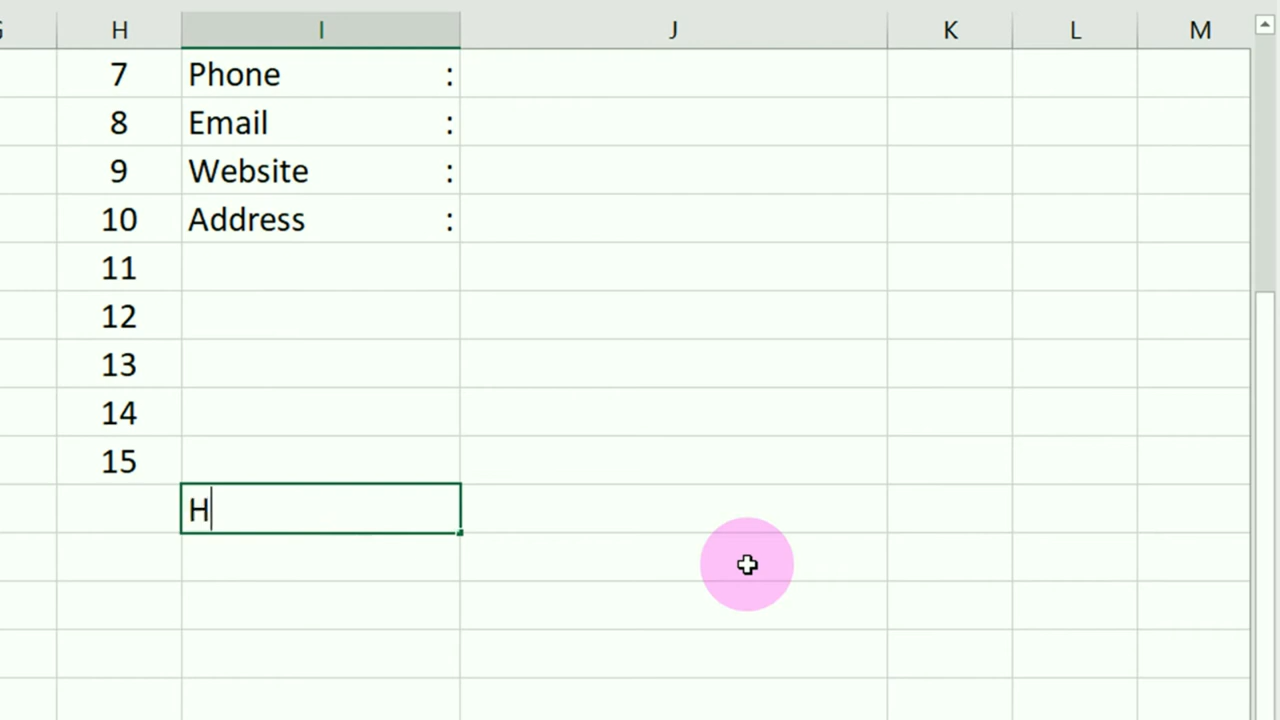 H I J K L M
7 Phone :
8 Email :
9 Website :
10 Address :
11
12
13
14
15
H